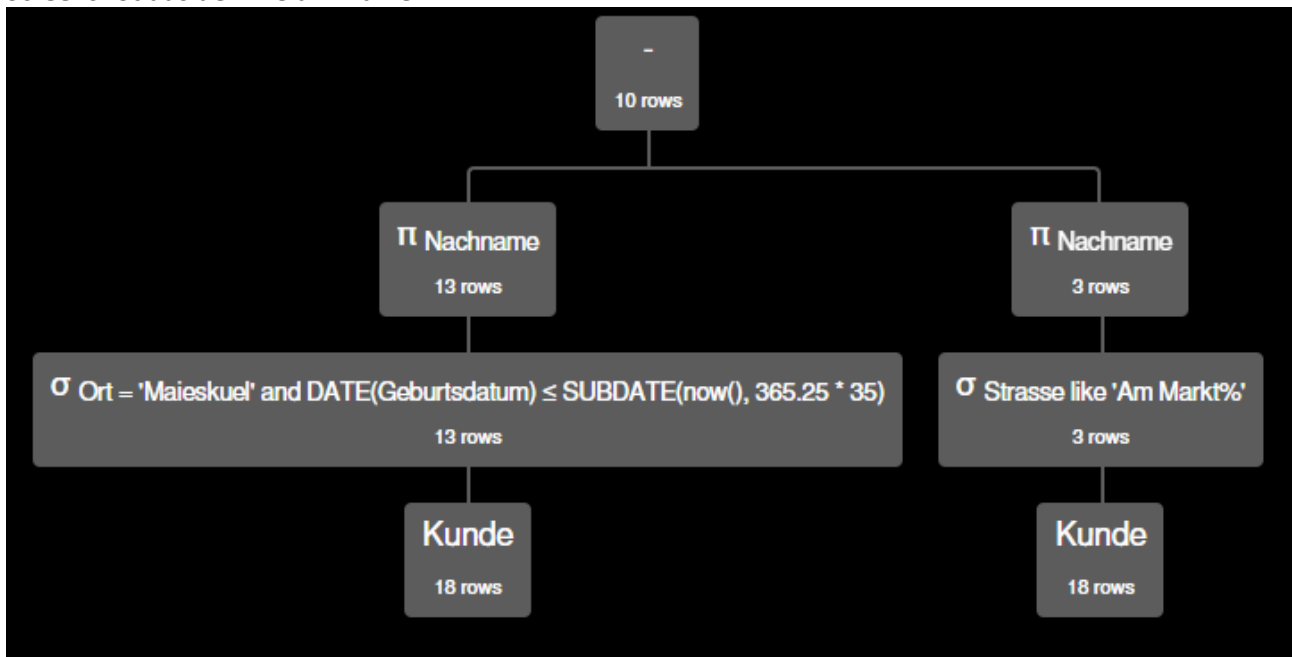 -
10 rows
π Nachname
13 rows
π Nachname
3 rows
σ Ort = 'Maieskuel' and DATE(Geburtsdatum) ≤ SUBDATE(now(), 365.25 * 35)
13 rows
σ Strasse like 'Am Markt%'
3 rows
Kunde
18 rows
Kunde
18 rows